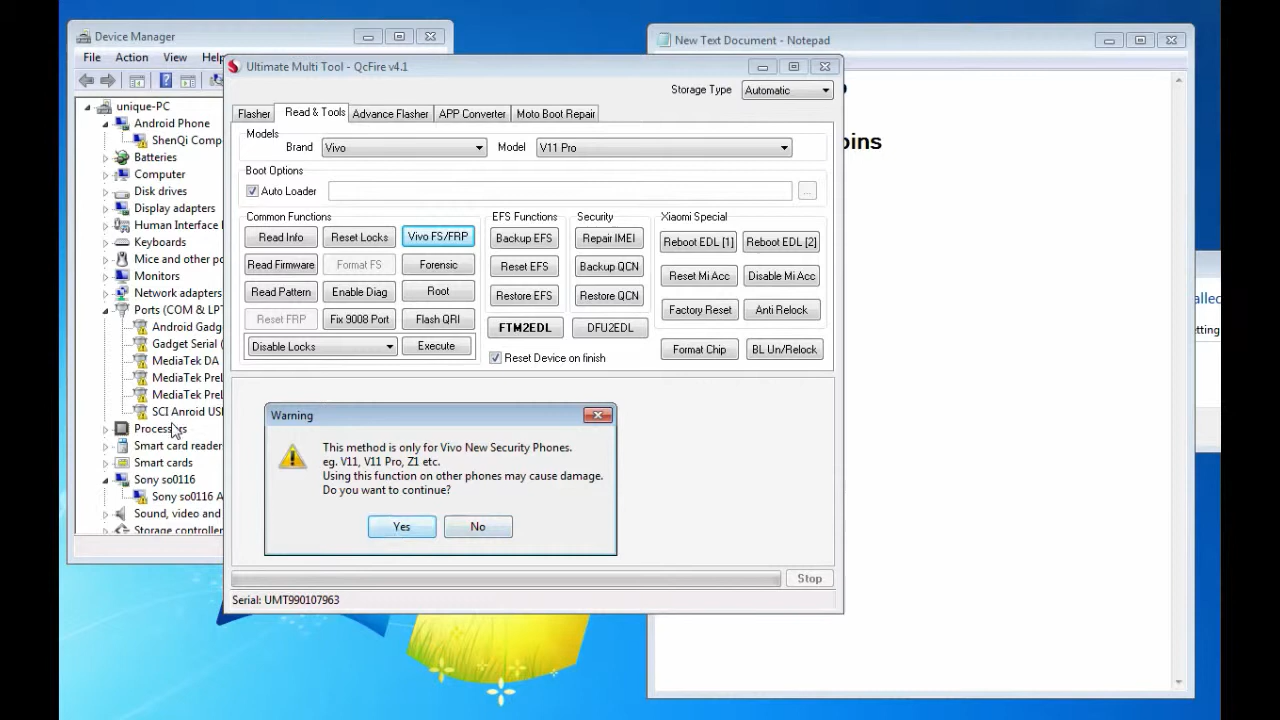 Device Manager
File Action View Help
unique-PC
Android Phone
ShenQi Comp
Batteries
Computer
Disk drives
Display adapters
Human Interface
Keyboards
Mice and other po
Monitors
Network adapters
Ports (COM & LPT
Android Gadg
Gadget Serial (
MediaTek DA
MediaTek PreL
MediaTek PreL
SCI Anroid USB
Processors
Smart card reader
Smart cards
Sony so0116
Sony so0116 A
Sound, video and
Storage controller
Ultimate Multi Tool - QcFire v4.1
Storage Type Automatic
Flasher Read & Tools Advance Flasher APP Converter Moto Boot Repair
Models
Brand Vivo Model V11 Pro
Boot Options
Auto Loader ...
Common Functions
Read Info Reset Locks Vivo FS/FRP
Read Firmware Format FS Forensic
Read Pattern Enable Diag Root
Reset FRP Fix 9008 Port Flash QRI
Disable Locks Execute
EFS Functions
Backup EFS
Reset EFS
Restore EFS
FTM2EDL
Security
Repair IMEI
Backup QCN
Restore QCN
DFU2EDL
Reset Device on finish
Xiaomi Special
Reboot EDL [1] Reboot EDL [2]
Reset Mi Acc Disable Mi Acc
Factory Reset Anti Relock
Format Chip BL Un/Relock
Warning
This method is only for Vivo New Security Phones.
eg. V11, V11 Pro, Z1 etc.
Using this function on other phones may cause damage.
Do you want to continue?
Yes No
Stop
Serial: UMT990107963
New Text Document - Notepad
pins
alled
etting